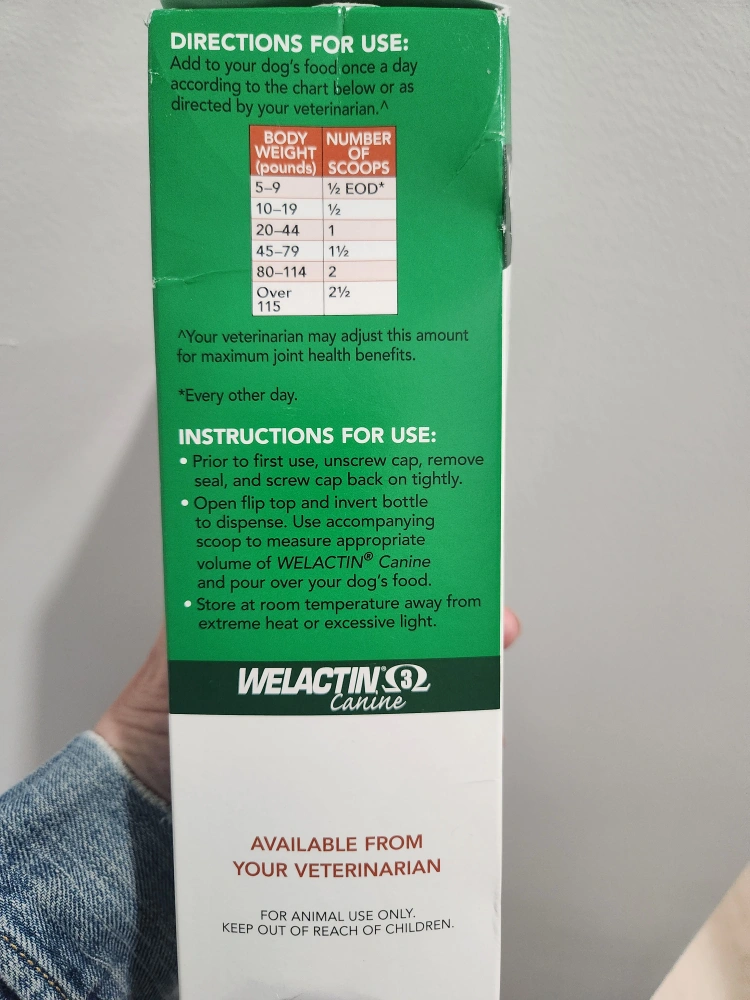 DIRECTIONS FOR USE:
Add to your dog's food once a day
according to the chart below or as
directed by your veterinarian.^
BODY WEIGHT (pounds) NUMBER OF SCOOPS
5–9 ½ EOD*
10–19 ½
20–44 1
45–79 1½
80–114 2
Over 115 2½
^Your veterinarian may adjust this amount
for maximum joint health benefits.
*Every other day.
INSTRUCTIONS FOR USE:
• Prior to first use, unscrew cap, remove
seal, and screw cap back on tightly.
• Open flip top and invert bottle
to dispense. Use accompanying
scoop to measure appropriate
volume of WELACTIN® Canine
and pour over your dog's food.
• Store at room temperature away from
extreme heat or excessive light.
WELACTIN® Ω3
Canine
AVAILABLE FROM
YOUR VETERINARIAN
FOR ANIMAL USE ONLY.
KEEP OUT OF REACH OF CHILDREN.